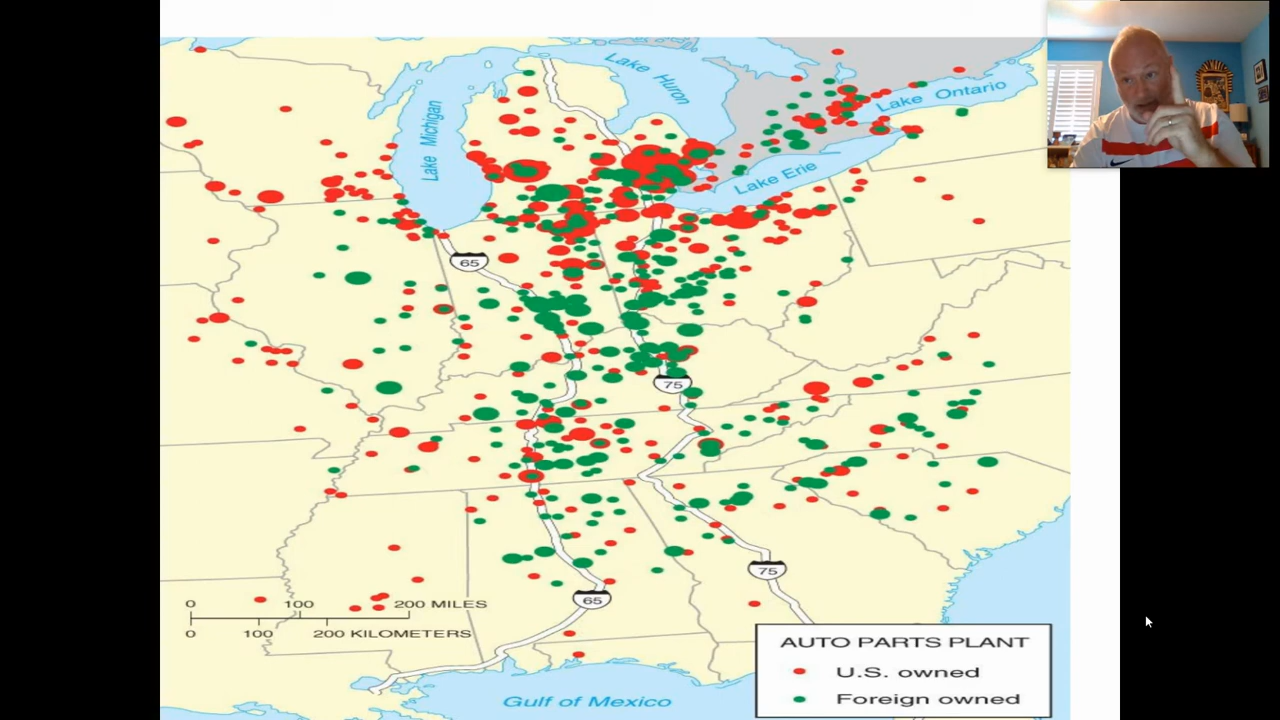 Lake Huron
Lake Michigan
Lake Ontario
Lake Erie
65
75
75
65
0 100 200 MILES
0 100 200 KILOMETERS
Gulf of Mexico
AUTO PARTS PLANT
U.S. owned
Foreign owned